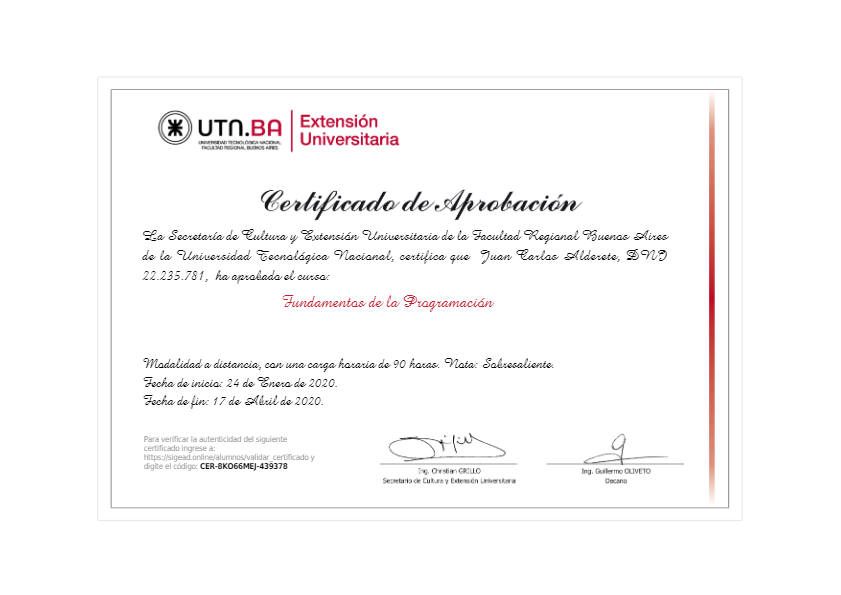 UTN.BA
UNIVERSIDAD TECNOLÓGICA NACIONAL
FACULTAD REGIONAL BUENOS AIRES
Extensión
Universitaria
Certificado de Aprobación
La Secretaría de Cultura y Extensión Universitaria de la Facultad Regional Buenos Aires
de la Universidad Tecnológica Nacional, certifica que Juan Carlos Alderete, DNI
22.235.781, ha aprobado el curso:
Fundamentos de la Programación
Modalidad a distancia, con una carga horaria de 90 horas. Nota: Sobresaliente.
Fecha de inicio: 24 de Enero de 2020.
Fecha de fin: 17 de Abril de 2020.
Para verificar la autenticidad del siguiente
certificado ingrese a:
https://sigead.online/alumnos/validar_certificado y
digite el código: CER-8KO66MEJ-439378
Ing. Christian GRILLO
Secretario de Cultura y Extensión Universitaria
Ing. Guillermo OLIVETO
Decano